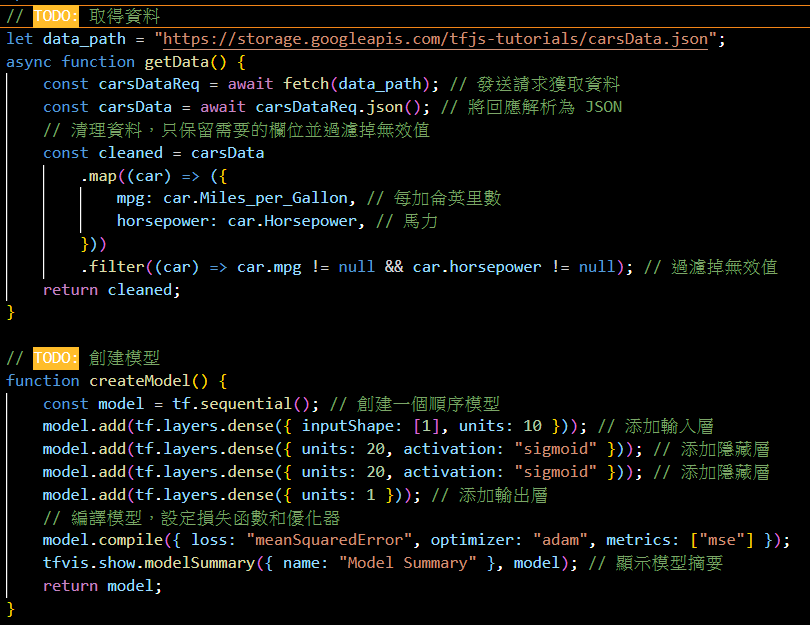 // TODO: 取得資料
let data_path = "https://storage.googleapis.com/tfjs-tutorials/carsData.json";
async function getData() {
    const carsDataReq = await fetch(data_path); // 發送請求獲取資料
    const carsData = await carsDataReq.json(); // 將回應解析為 JSON
    // 清理資料，只保留需要的欄位並過濾掉無效值
    const cleaned = carsData
        .map((car) => ({
            mpg: car.Miles_per_Gallon, // 每加侖英里數
            horsepower: car.Horsepower, // 馬力
        }))
        .filter((car) => car.mpg != null && car.horsepower != null); // 過濾掉無效值
    return cleaned;
}
// TODO: 創建模型
function createModel() {
    const model = tf.sequential(); // 創建一個順序模型
    model.add(tf.layers.dense({ inputShape: [1], units: 10 })); // 添加輸入層
    model.add(tf.layers.dense({ units: 20, activation: "sigmoid" })); // 添加隱藏層
    model.add(tf.layers.dense({ units: 20, activation: "sigmoid" })); // 添加隱藏層
    model.add(tf.layers.dense({ units: 1 })); // 添加輸出層
    // 編譯模型，設定損失函數和優化器
    model.compile({ loss: "meanSquaredError", optimizer: "adam", metrics: ["mse"] });
    tfvis.show.modelSummary({ name: "Model Summary" }, model); // 顯示模型摘要
    return model;
}